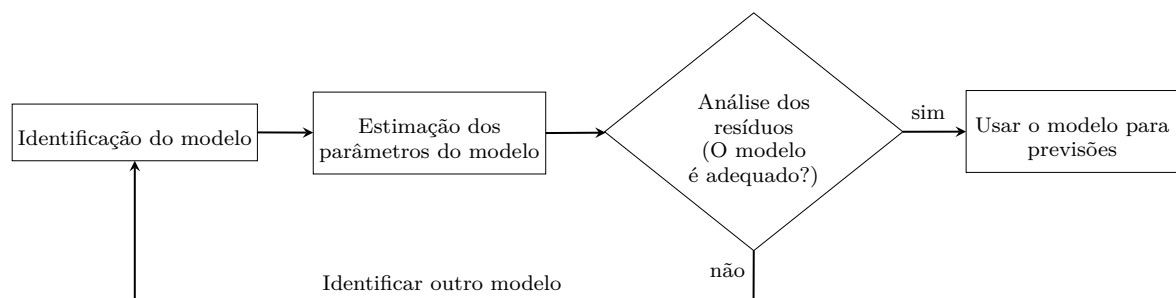 Identificação do modelo
Estimação dos
parâmetros do modelo
Análise dos
resíduos
(O modelo
é adequado?)
sim
Usar o modelo para
previsões
não
Identificar outro modelo